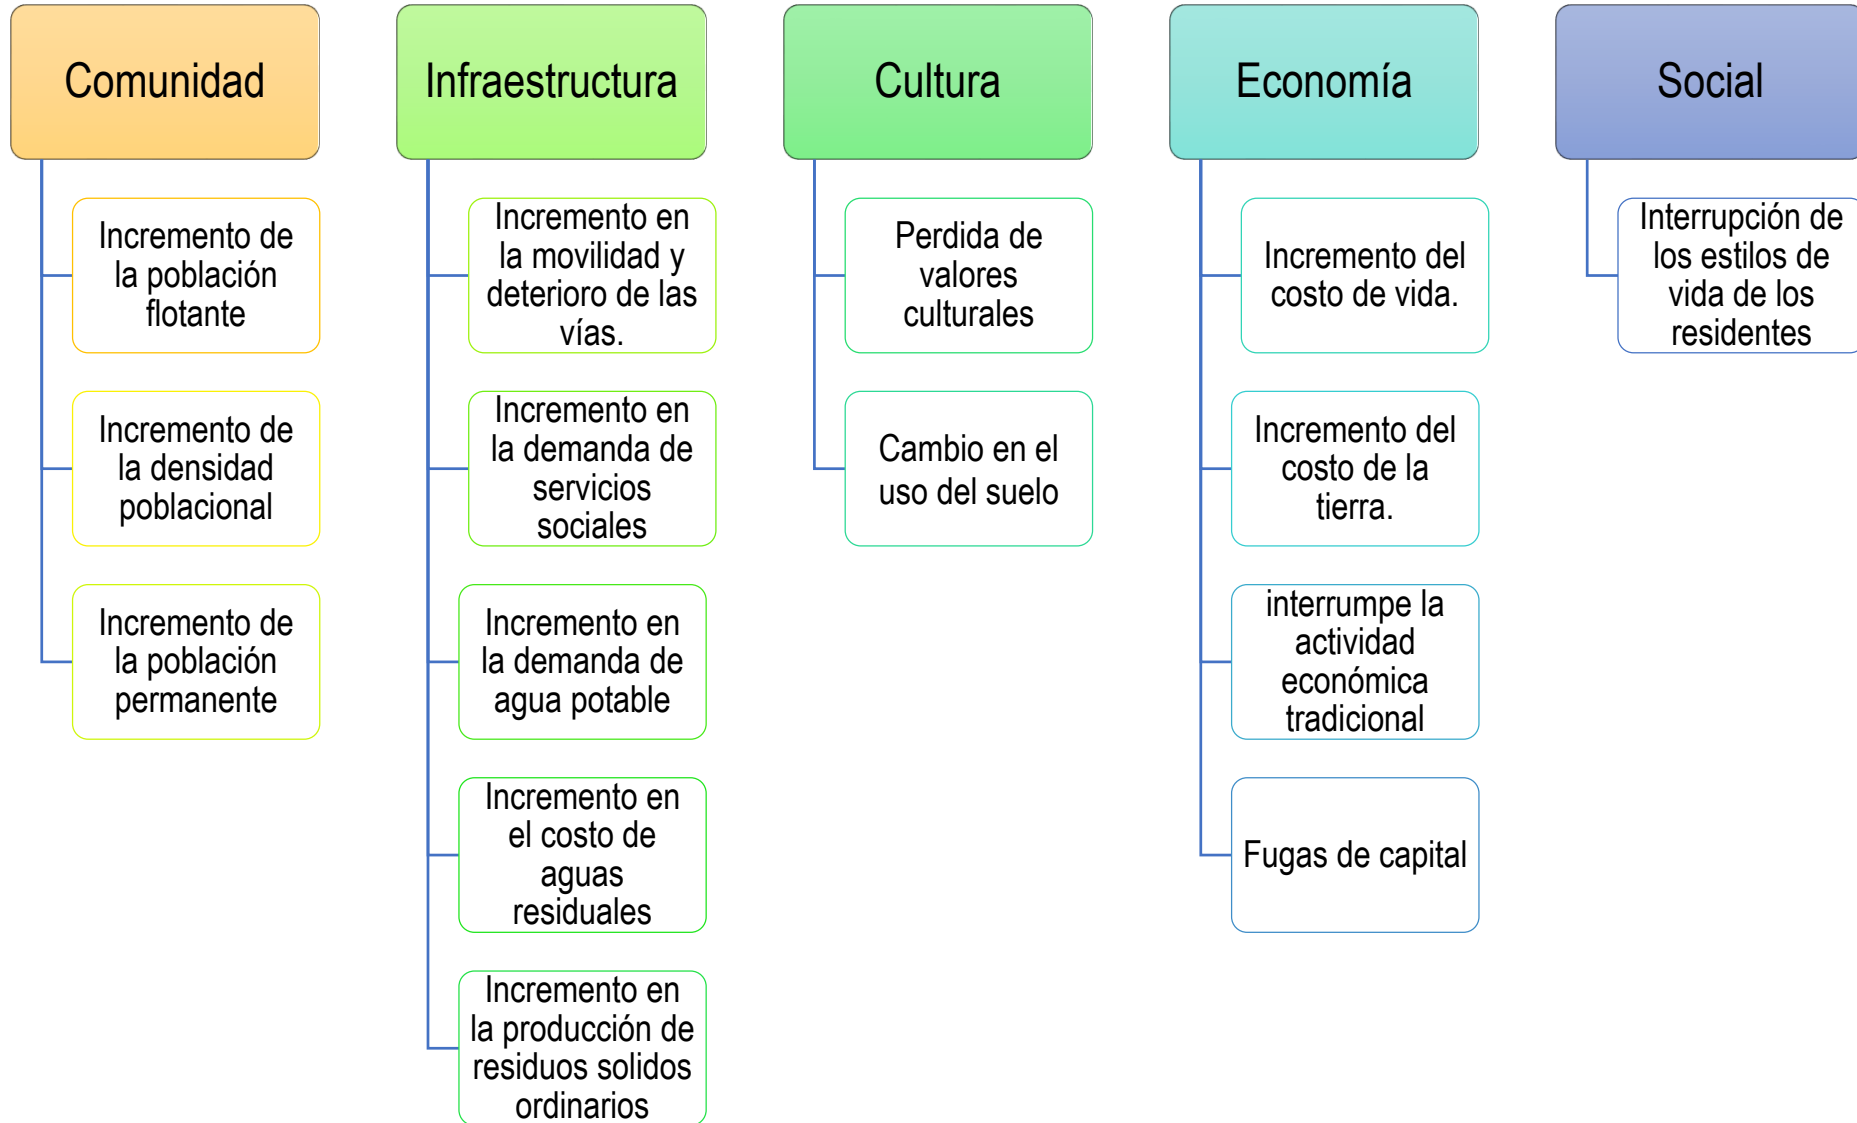 Comunidad
Incremento de
la población
flotante
Incremento de
la densidad
poblacional
Incremento de
la población
permanente
Infraestructura
Incremento en
la movilidad y
deterioro de las
vías.
Incremento en
la demanda de
servicios
sociales
Incremento en
la demanda de
agua potable
Incremento en
el costo de
aguas
residuales
Incremento en
la producción de
residuos solidos
ordinarios
Cultura
Perdida de
valores
culturales
Cambio en el
uso del suelo
Economía
Incremento del
costo de vida.
Incremento del
costo de la
tierra.
interrumpe la
actividad
económica
tradicional
Fugas de capital
Social
Interrupción de
los estilos de
vida de los
residentes